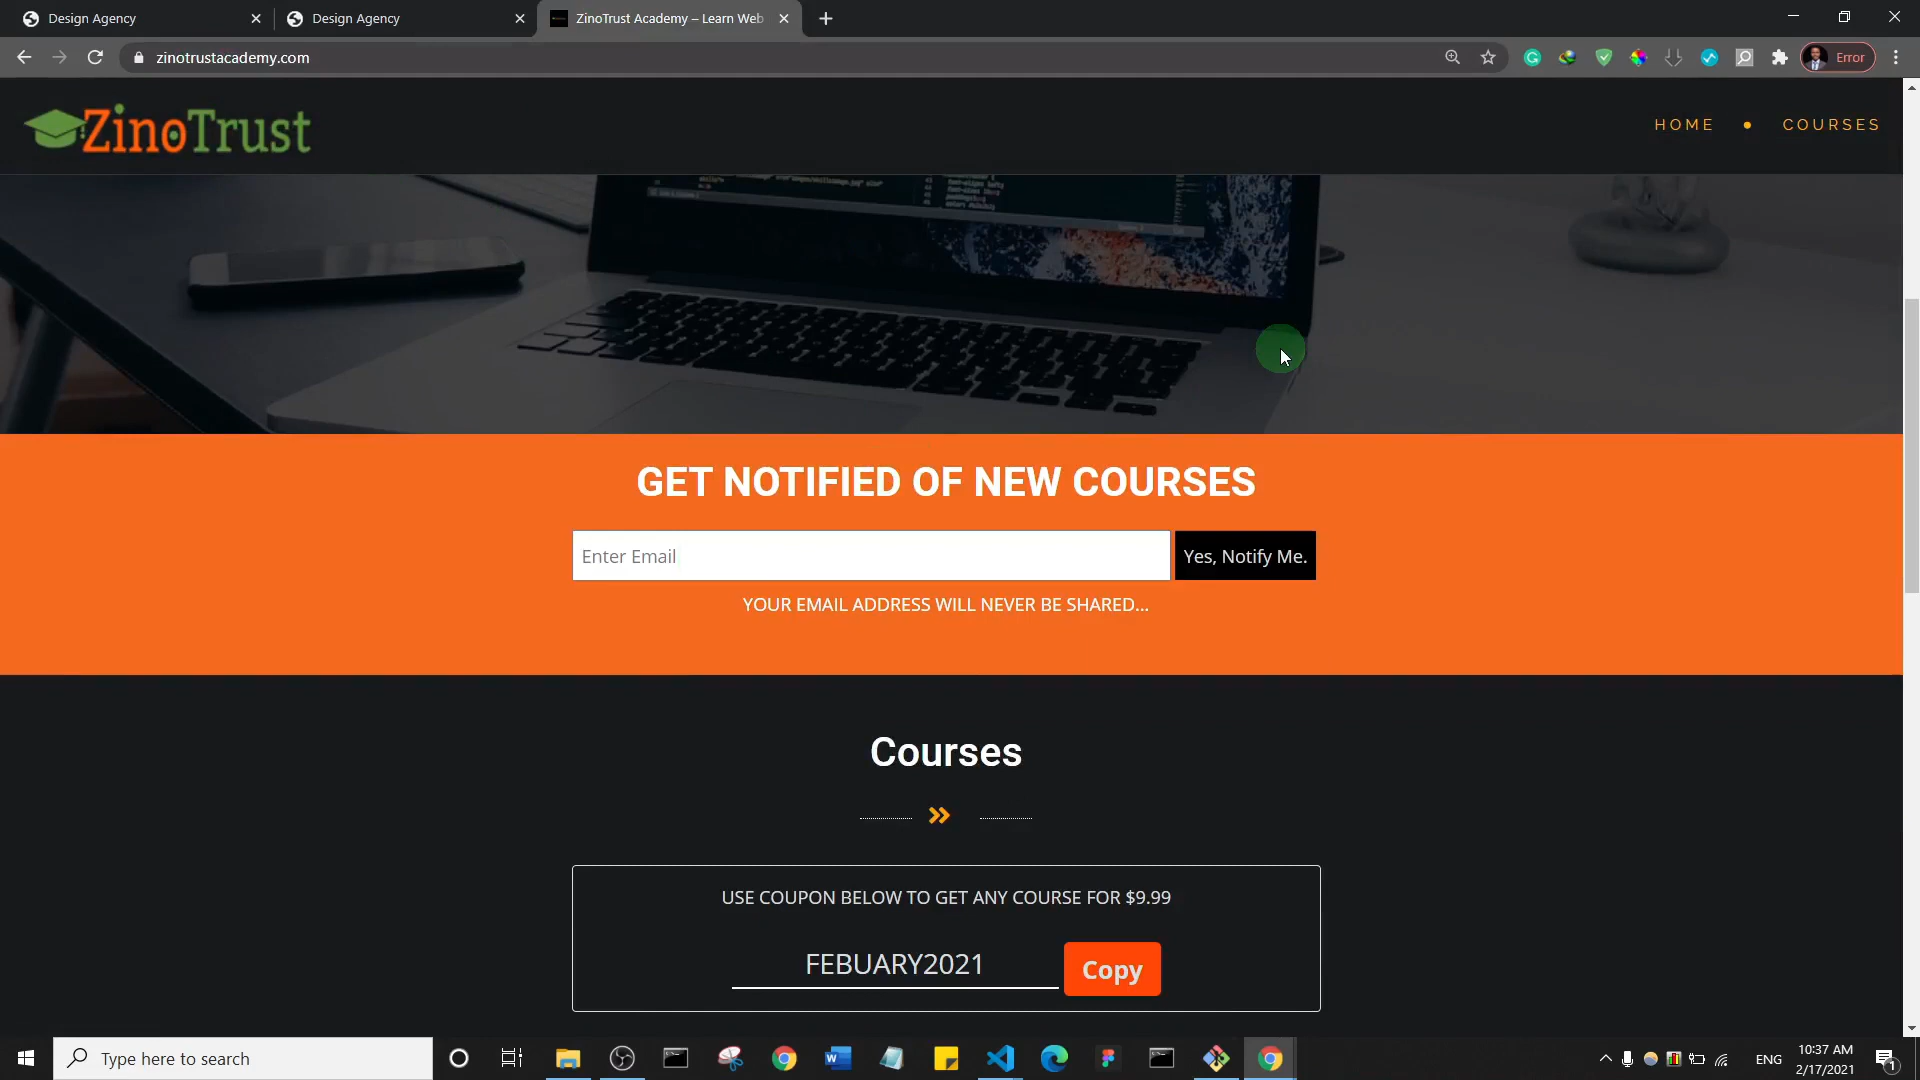 Design Agency
Design Agency
ZinoTrust Academy – Learn Web
zinotrustacademy.com
Error
ZinoTrust
HOME
COURSES
GET NOTIFIED OF NEW COURSES
Enter Email
Yes, Notify Me.
YOUR EMAIL ADDRESS WILL NEVER BE SHARED...
Courses
USE COUPON BELOW TO GET ANY COURSE FOR $9.99
FEBUARY2021
Copy
Type here to search
ENG
10:37 AM
2/17/2021
1